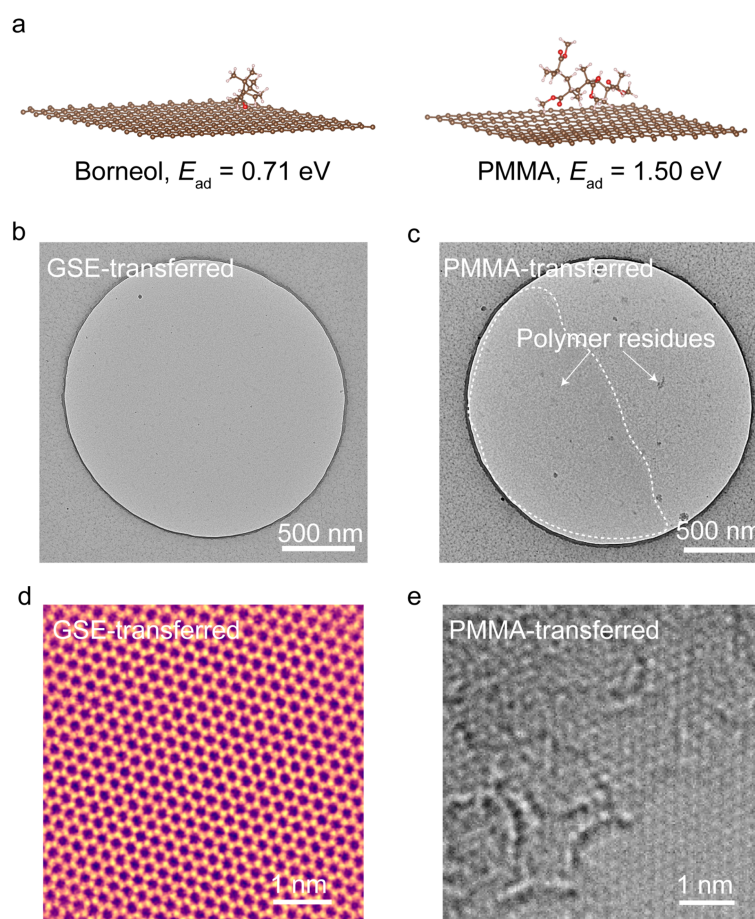 a
Borneol, Ead = 0.71 eV
PMMA, Ead = 1.50 eV
b
GSE-transferred
500 nm
c
PMMA-transferred
Polymer residues
500 nm
d
GSE-transferred
1 nm
e
PMMA-transferred
1 nm